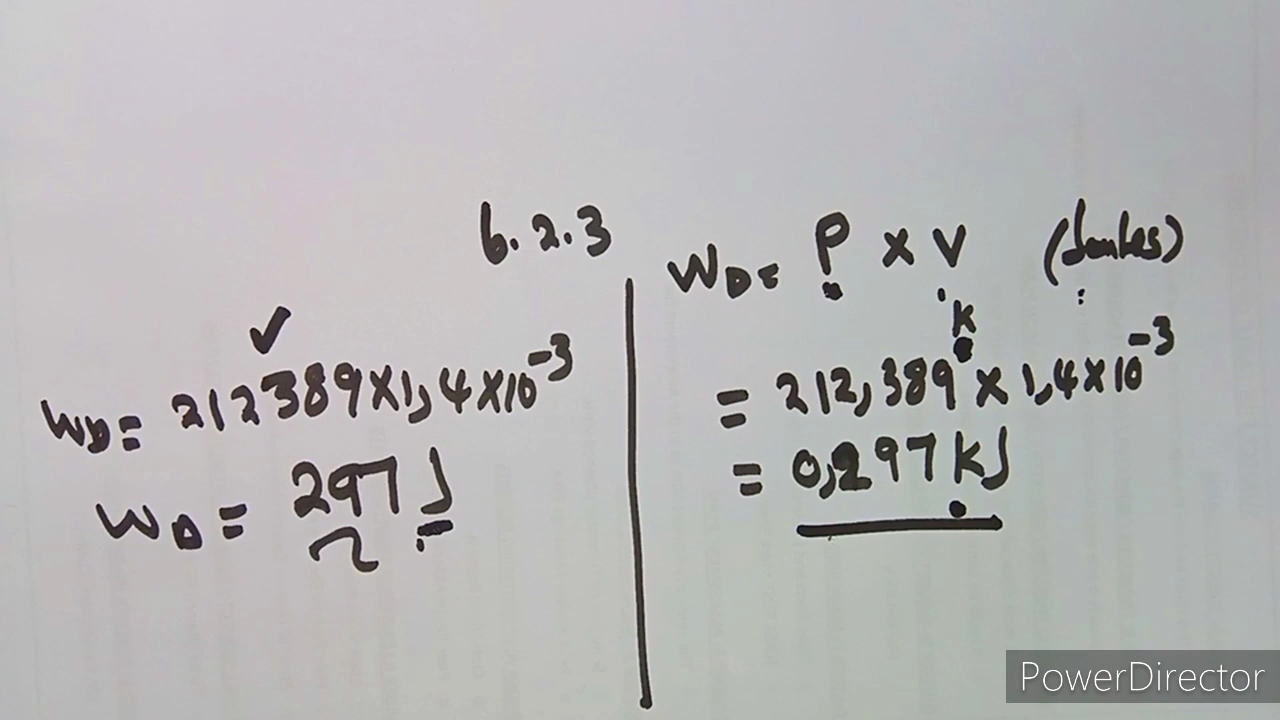 6.2.3
WD = 212389 × 1,4 × 10⁻³
WD = 297 J
WD = P × V (Joules)
k
= 212,389 × 1,4 × 10⁻³
= 0,297 kJ
PowerDirector